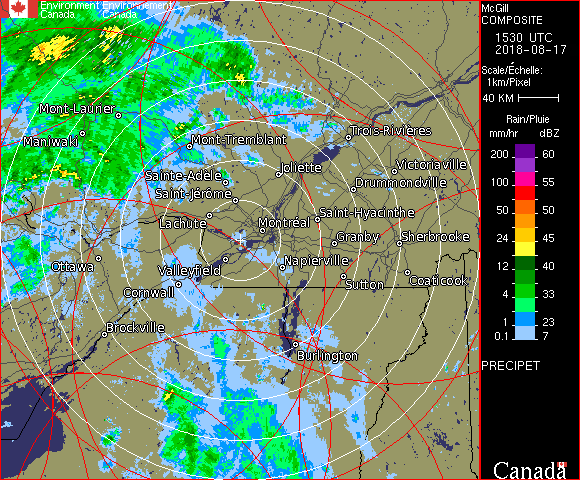 Environment Environnement
Canada Canada
McGill
COMPOSITE
1530 UTC
2018-08-17
Scale/Échelle:
1km/Pixel
40 KM
Rain/Pluie
mm/hr dBZ
200 60
100 55
50 50
24 45
12 40
4 33
1 23
0.1 7
PRECIPET
Canada
Mont-Laurier
Maniwaki
Mont-Tremblant
Trois-Rivières
Sainte-Adèle
Joliette
Victoriaville
Saint-Jérôme
Drummondville
Lachute
Montréal
Saint-Hyacinthe
Granby
Sherbrooke
Ottawa
Valleyfield
Napierville
Cornwall
Sutton
Coaticook
Brockville
Burlington